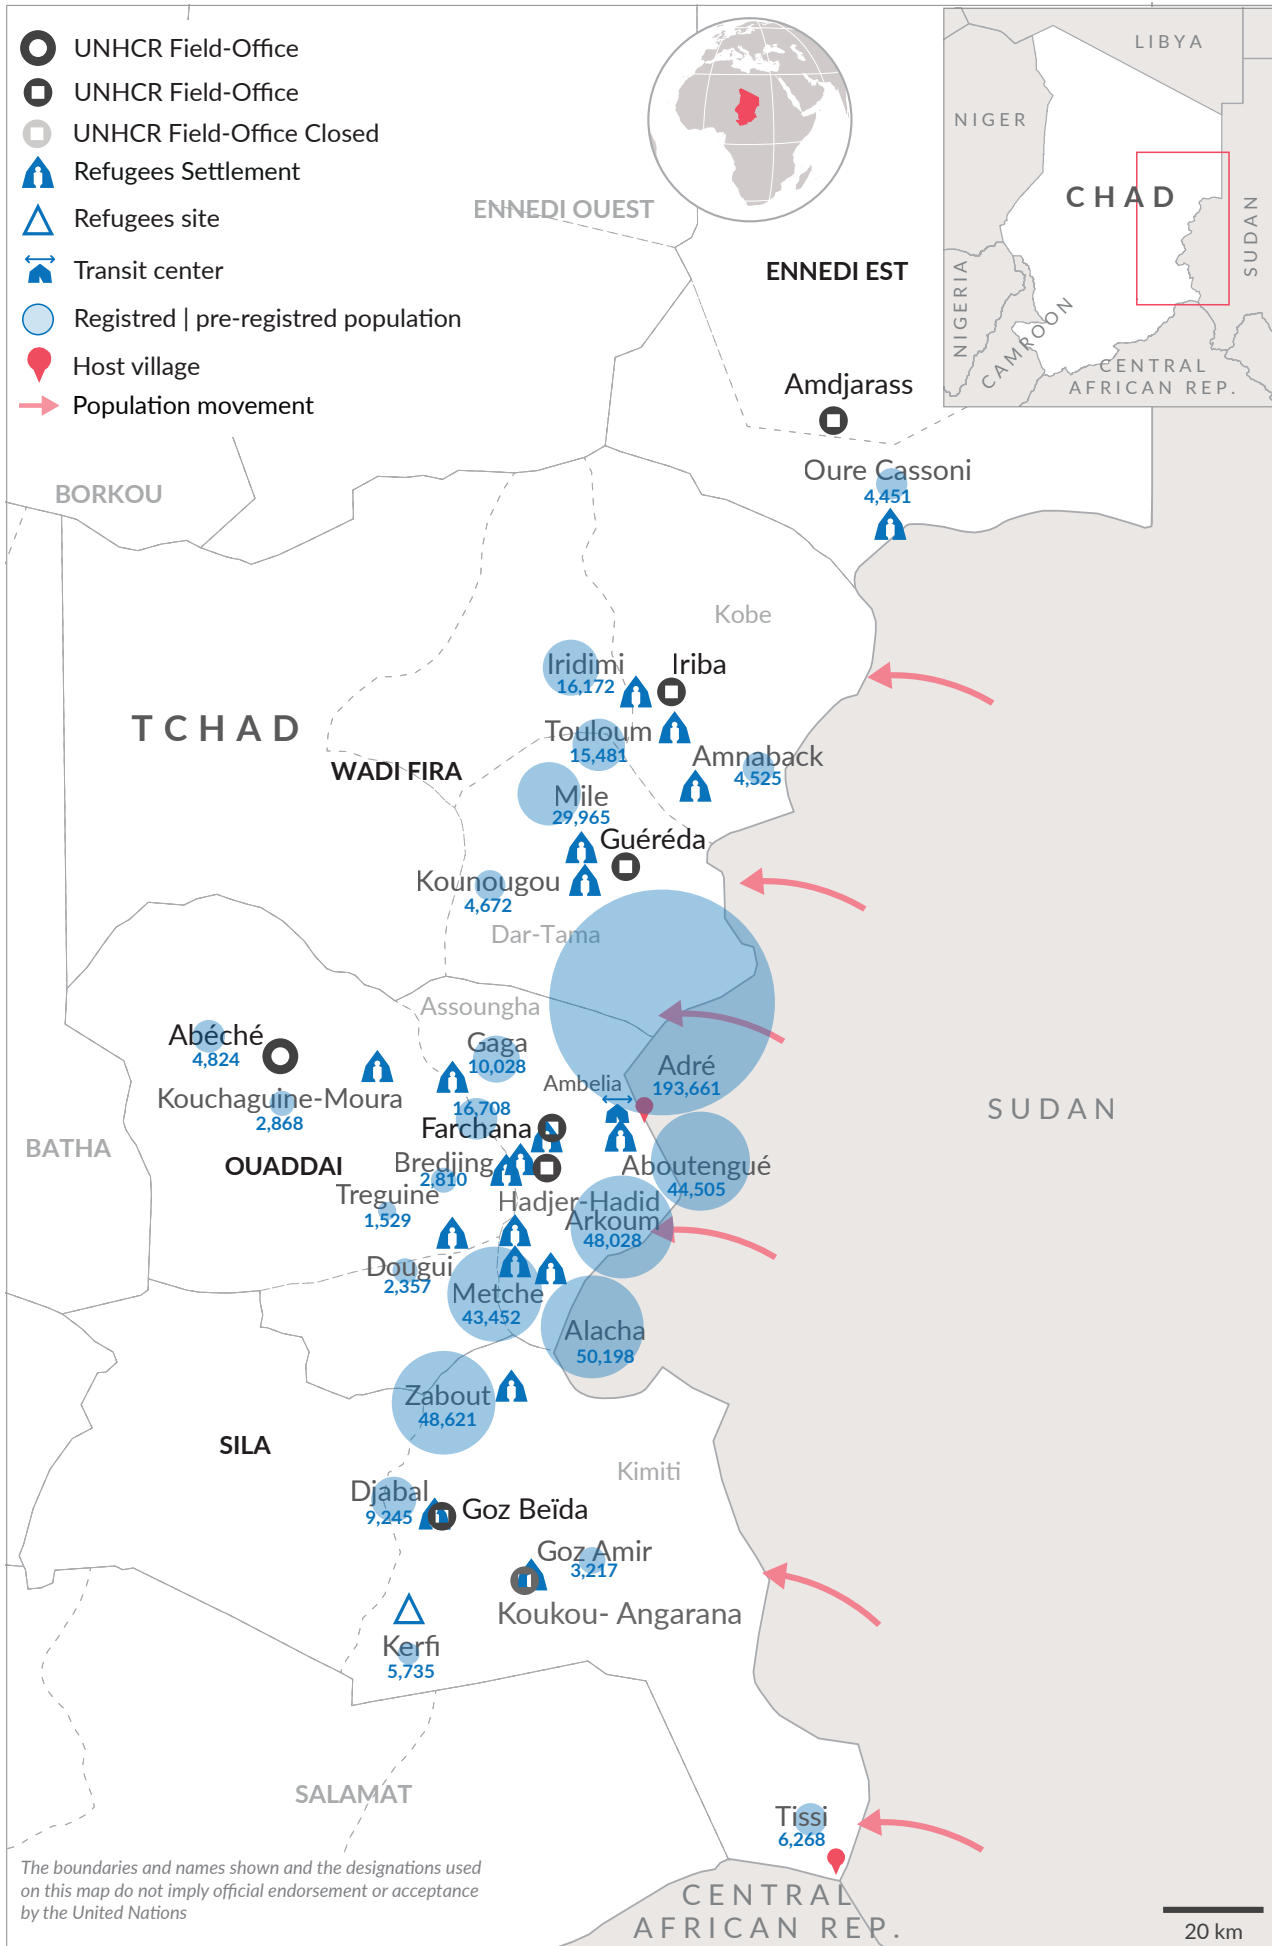 UNHCR Field-Office
UNHCR Field-Office
UNHCR Field-Office Closed
Refugees Settlement
Refugees site
Transit center
Registred | pre-registred population
Host village
Population movement
LIBYA
NIGER
CHAD
SUDAN
NIGERIA
CAMROON
CENTRAL
AFRICAN REP.
ENNEDI OUEST
ENNEDI EST
Amdjarass
Oure Cassoni
4,451
BORKOU
Kobe
Iridimi
16,172
Iriba
TCHAD
Touloum
15,481
Amnaback
4,525
WADI FIRA
Mile
29,965
Guéréda
Kounougou
4,672
Dar-Tama
Assoungha
Abéché
4,824
Gaga
10,028
Adré
193,661
Ambelia
Kouchaguine-Moura
2,868
16,708
Farchana
SUDAN
BATHA
OUADDAI
Bredjing
2,810
Aboutengué
44,505
Treguine
1,529
Hadjer-Hadid
Arkoum
48,028
Dougui
2,357
Metche
43,452
Alacha
50,198
Zabout
48,621
SILA
Kimiti
Djabal
9,245
Goz Beïda
Goz Amir
3,217
Koukou- Angarana
Kerfi
5,735
SALAMAT
Tissi
6,268
The boundaries and names shown and the designations used
on this map do not imply official endorsement or acceptance
by the United Nations
CENTRAL
AFRICAN REP.
20 km